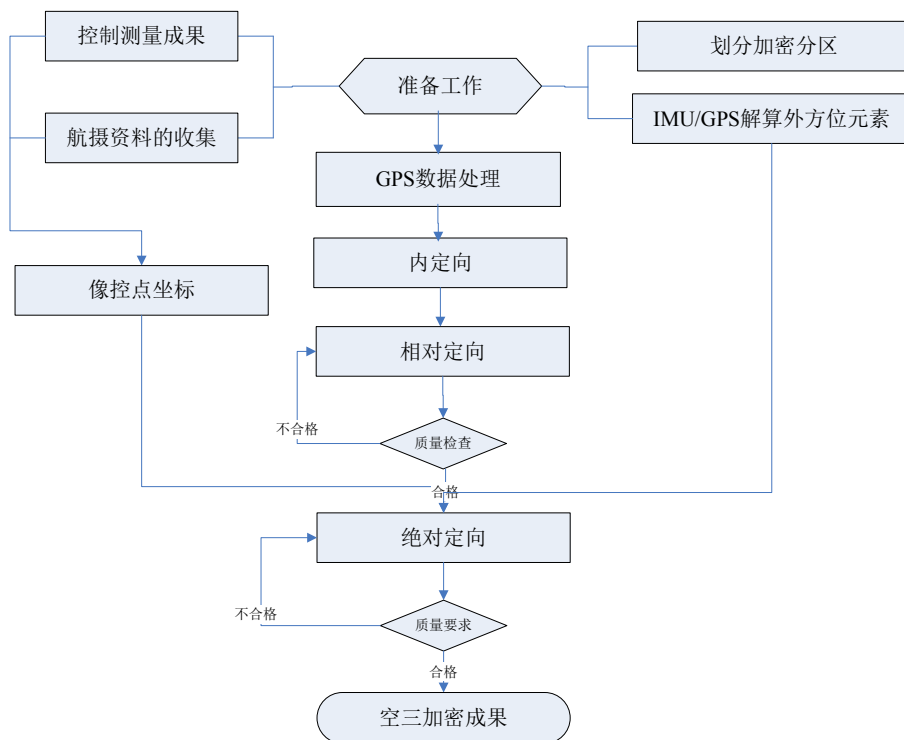 控制测量成果
划分加密分区
准备工作
航摄资料的收集
IMU/GPS解算外方位元素
GPS数据处理
内定向
像控点坐标
相对定向
不合格
质量检查
合格
绝对定向
不合格
质量要求
合格
空三加密成果